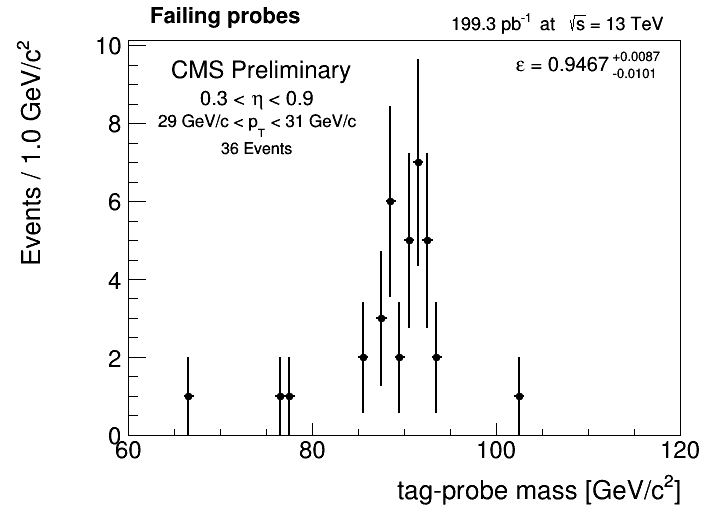 Failing probes
199.3 pb⁻¹ at √s = 13 TeV
CMS Preliminary
0.3 < η < 0.9
29 GeV/c < p_T < 31 GeV/c
36 Events
ε = 0.9467 +0.0087 -0.0101
Events / 1.0 GeV/c²
10
8
6
4
2
0
60 80 100 120
tag-probe mass [GeV/c²]